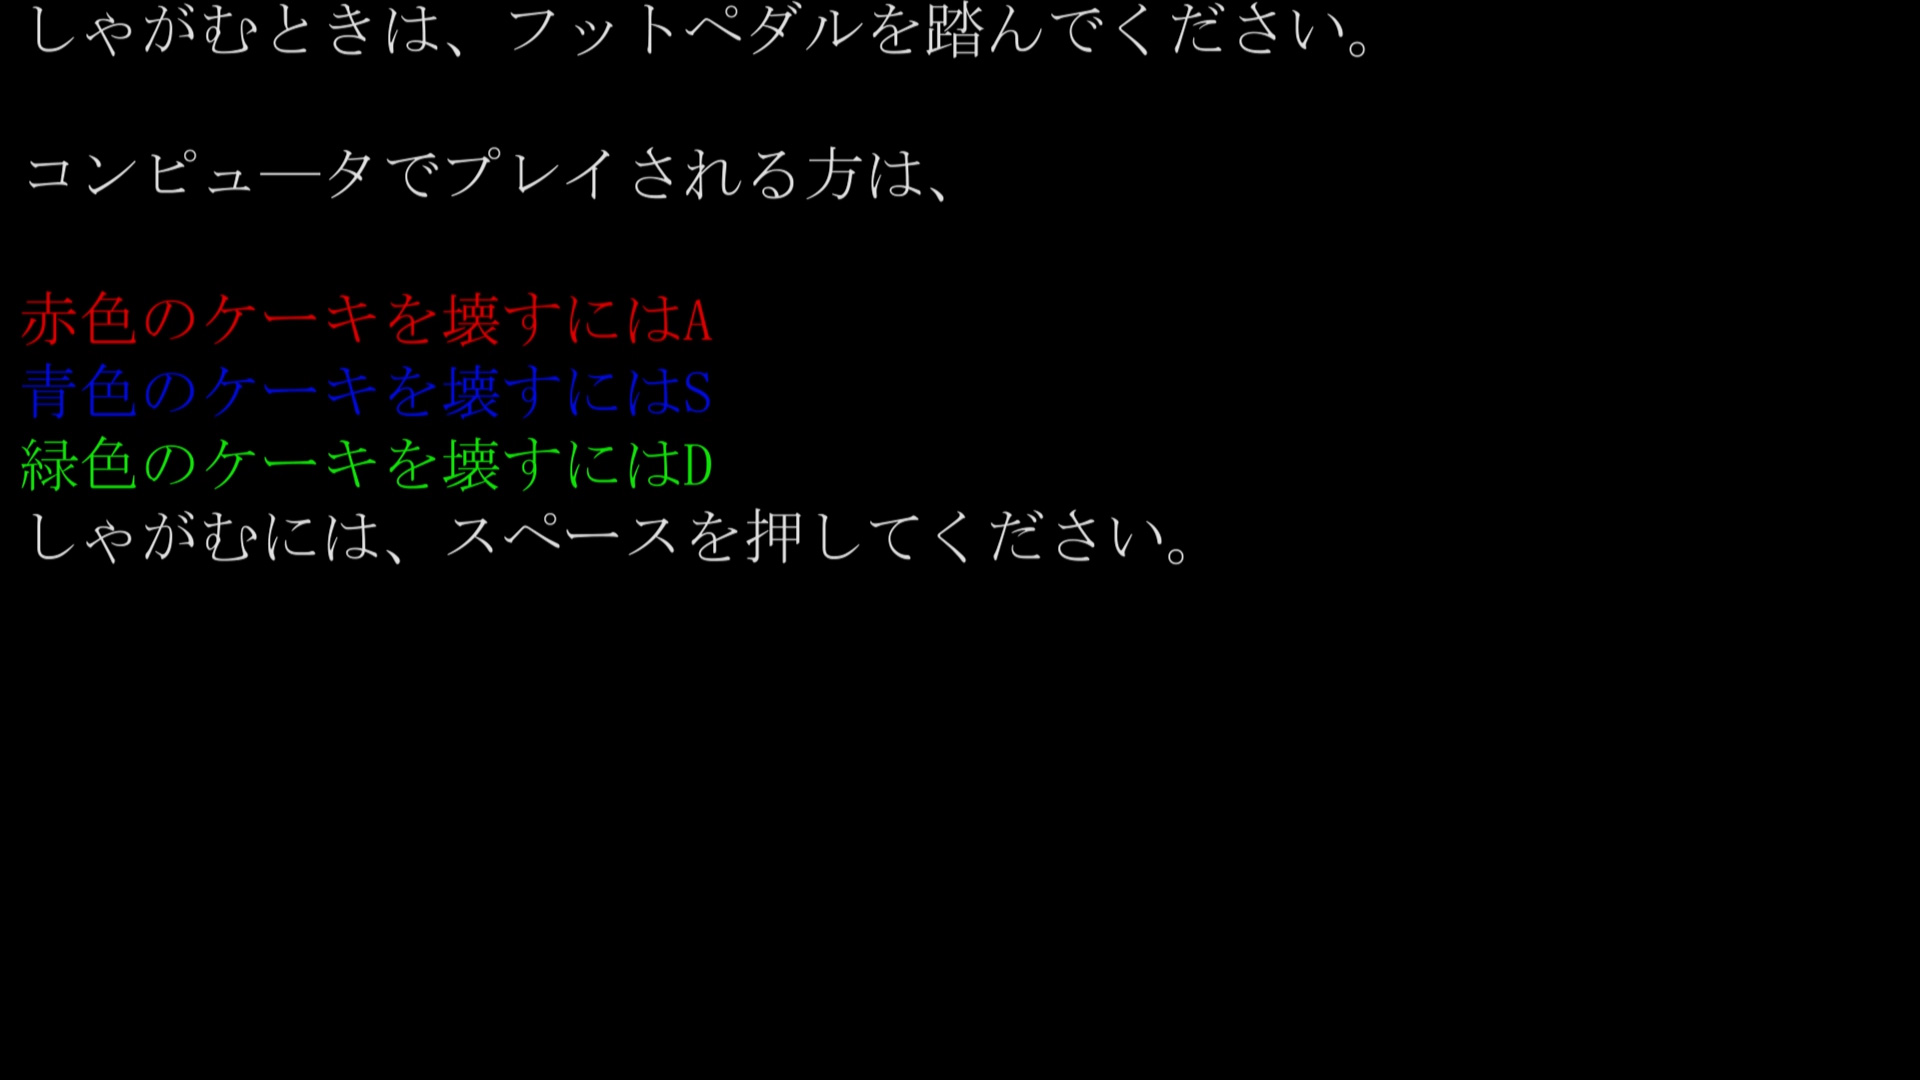 しゃがむときは、フットペダルを踏んでください。
コンピュ―タでプレイされる方は、
赤色のケーキを壊すにはA
青色のケーキを壊すにはS
緑色のケーキを壊すにはD
しゃがむには、スペースを押してください。